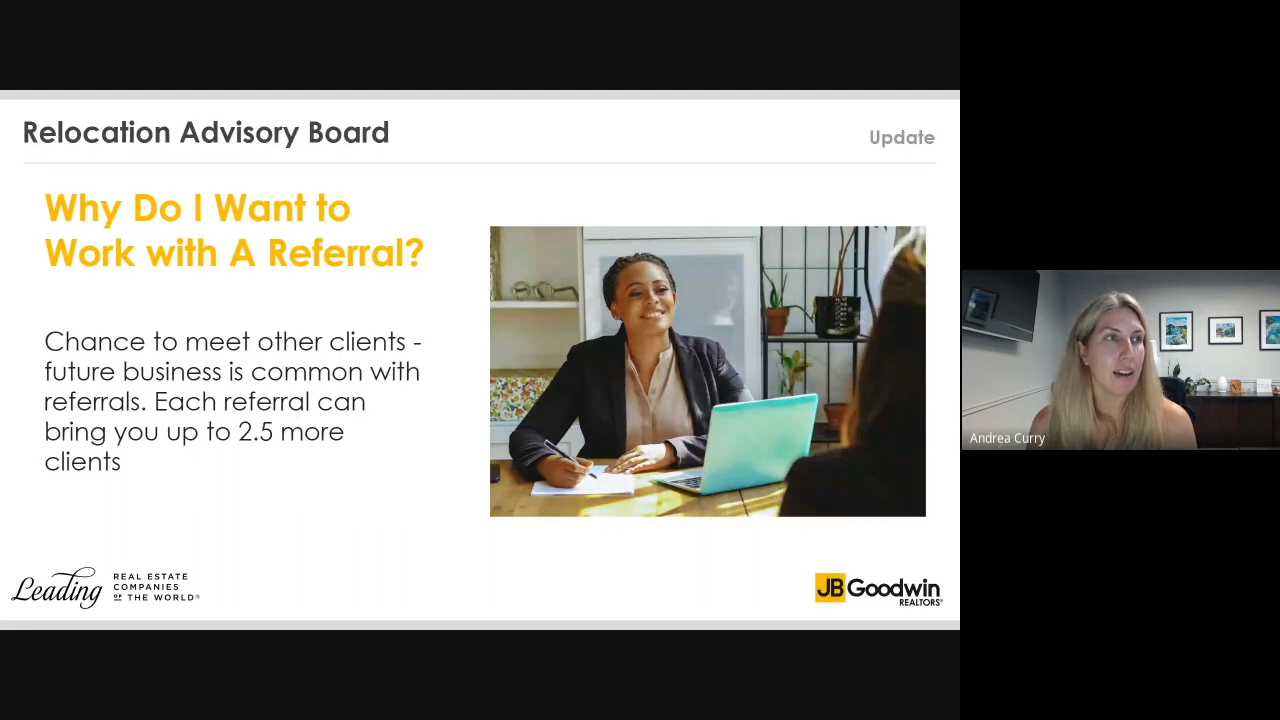 Relocation Advisory Board
Update
Why Do I Want to
Work with A Referral?
Chance to meet other clients -
future business is common with
referrals. Each referral can
bring you up to 2.5 more
clients
Leading
REAL ESTATE
COMPANIES
OF THE WORLD®
JB Goodwin
REALTORS®
Andrea Curry